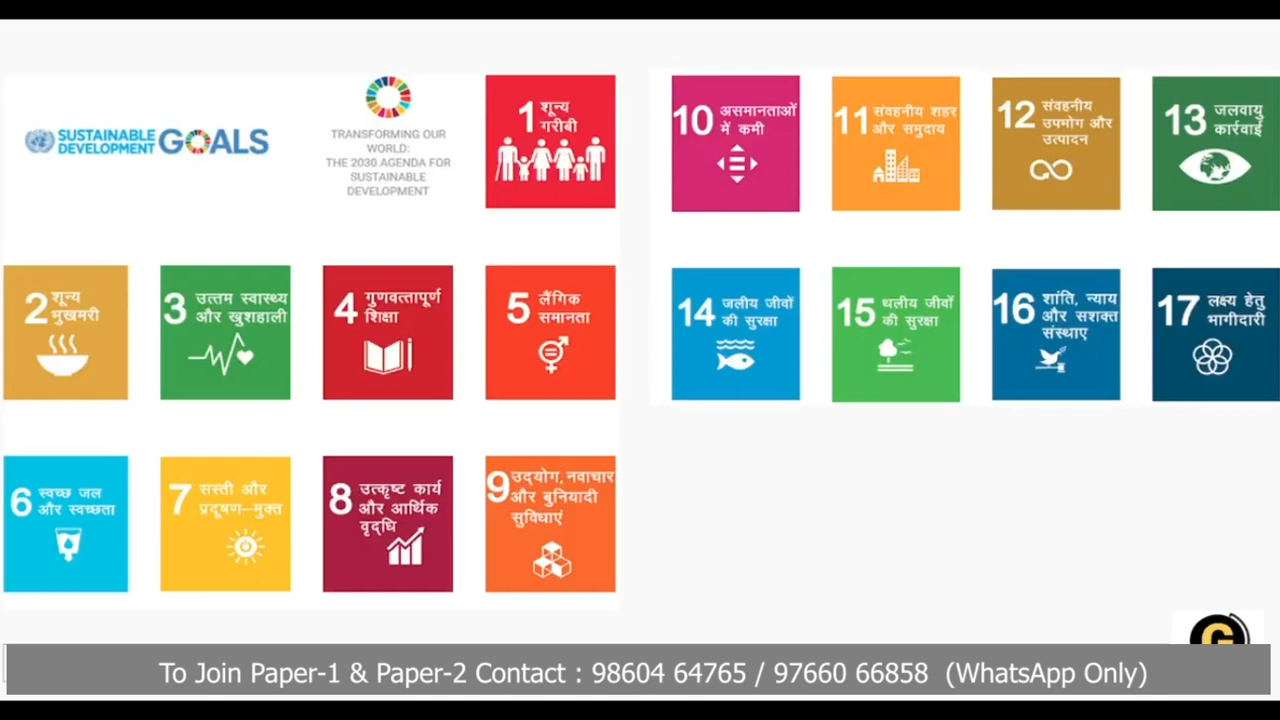 SUSTAINABLE
DEVELOPMENT GOALS
TRANSFORMING OUR
WORLD:
THE 2030 AGENDA FOR
SUSTAINABLE
DEVELOPMENT
1 शून्य
गरीबी
2 शून्य
भुखमरी
3 उत्तम स्वास्थ्य
और खुशहाली
4 गुणवत्तापूर्ण
शिक्षा
5 लैंगिक
समानता
6 स्वच्छ जल
और स्वच्छता
7 सस्ती और
प्रदूषण–मुक्त
8 उत्कृष्ट कार्य
और आर्थिक
वृद्धि
9 उद्योग, नवाचार
और बुनियादी
सुविधाएं
10 असमानताओं
में कमी
11 संवहनीय शहर
और समुदाय
12 संवहनीय
उपभोग और
उत्पादन
13 जलवायु
कार्रवाई
14 जलीय जीवों
की सुरक्षा
15 थलीय जीवों
की सुरक्षा
16 शांति, न्याय
और सशक्त
संस्थाए
17 लक्ष्य हेतु
भागीदारी
G
To Join Paper-1 & Paper-2 Contact : 98604 64765 / 97660 66858 (WhatsApp Only)